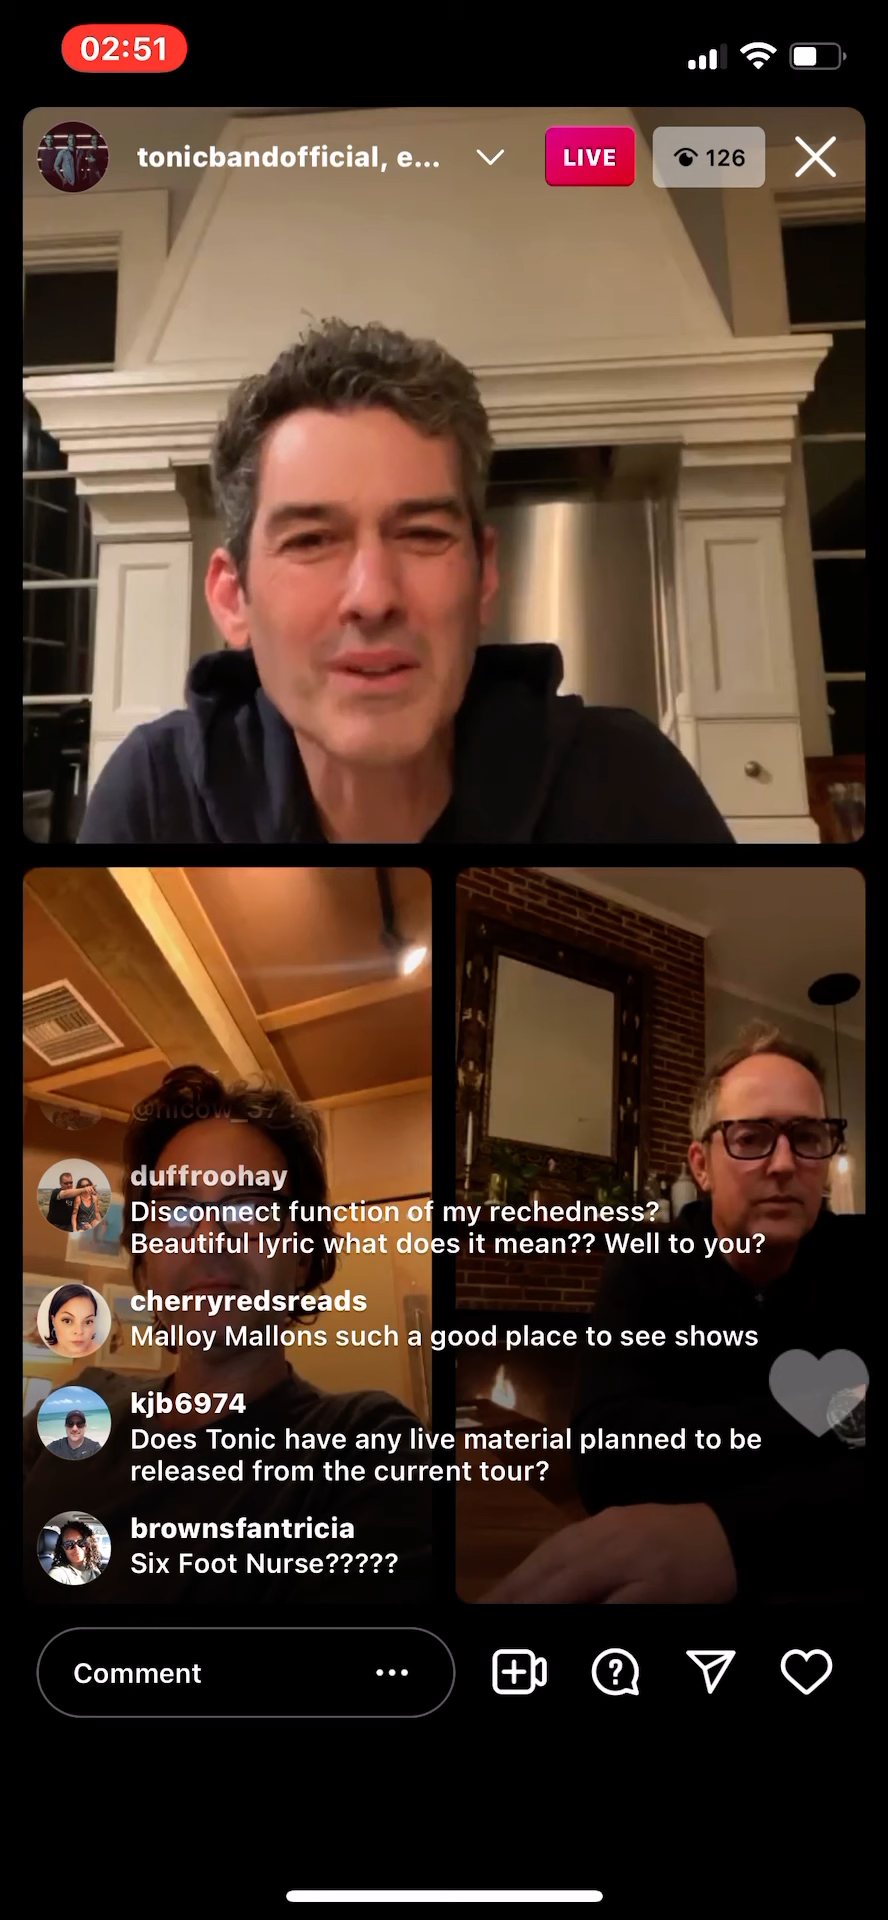 02:51
tonicbandofficial, e...
LIVE
126
duffroohay
Disconnect function of my rechedness?
Beautiful lyric what does it mean?? Well to you?
cherryredsreads
Malloy Mallons such a good place to see shows
kjb6974
Does Tonic have any live material planned to be
released from the current tour?
brownsfantricia
Six Foot Nurse?????
Comment